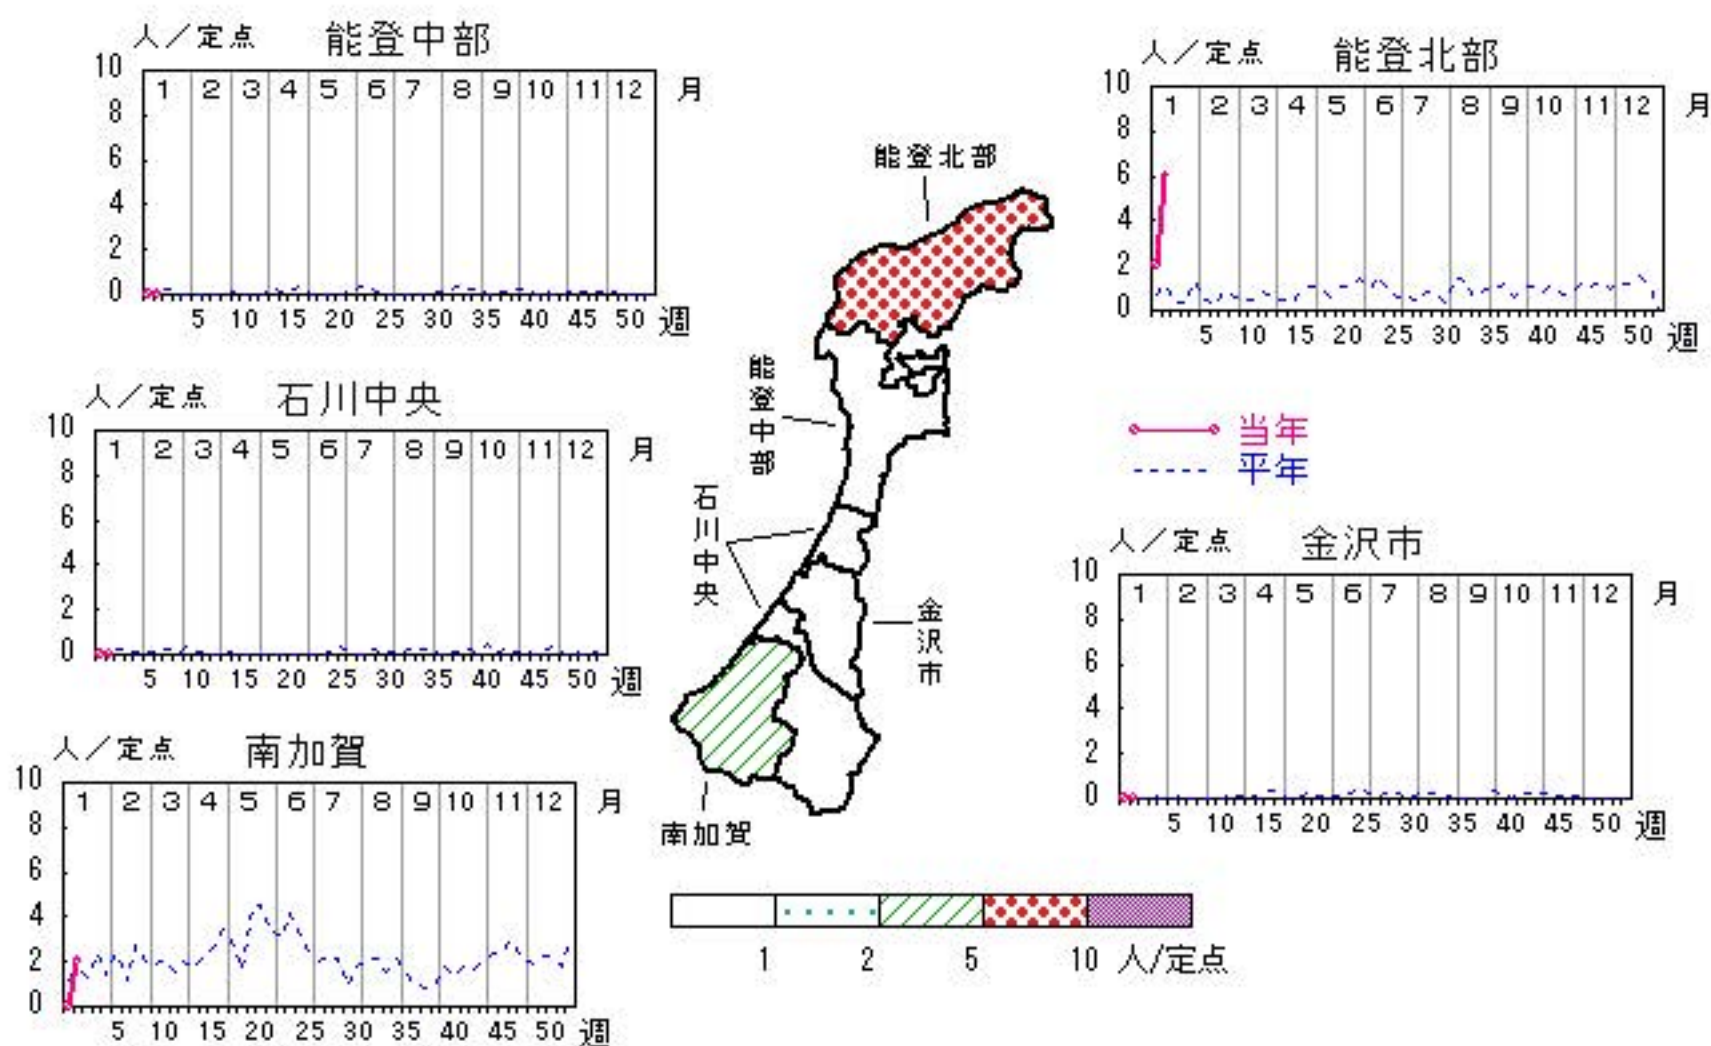 人／定点 能登中部
10 8 6 4 2 0
1 2 3 4 5 6 7 8 9 10 11 12 月
5 10 15 20 25 30 35 40 45 50 週
人／定点 能登北部
10 8 6 4 2 0
1 2 3 4 5 6 7 8 9 10 11 12 月
5 10 15 20 25 30 35 40 45 50 週
人／定点 石川中央
10 8 6 4 2 0
1 2 3 4 5 6 7 8 9 10 11 12 月
5 10 15 20 25 30 35 40 45 50 週
能登北部
能登中部
石川中央
金沢市
南加賀
当年
平年
人／定点 金沢市
10 8 6 4 2 0
1 2 3 4 5 6 7 8 9 10 11 12 月
5 10 15 20 25 30 35 40 45 50 週
人／定点 南加賀
10 8 6 4 2 0
1 2 3 4 5 6 7 8 9 10 11 12 月
5 10 15 20 25 30 35 40 45 50 週
1 2 5 10 人/定点